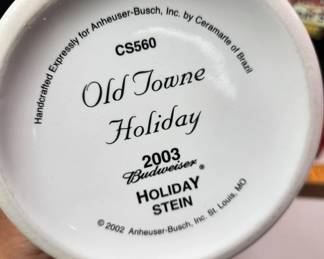 Handcrafted Expressly for Anheuser-Busch, Inc. by Ceramarte of Brazil
CS560
Old Towne
Holiday
2003
Budweiser®
HOLIDAY
STEIN
© 2002 Anheuser-Busch, Inc. St. Louis, MO